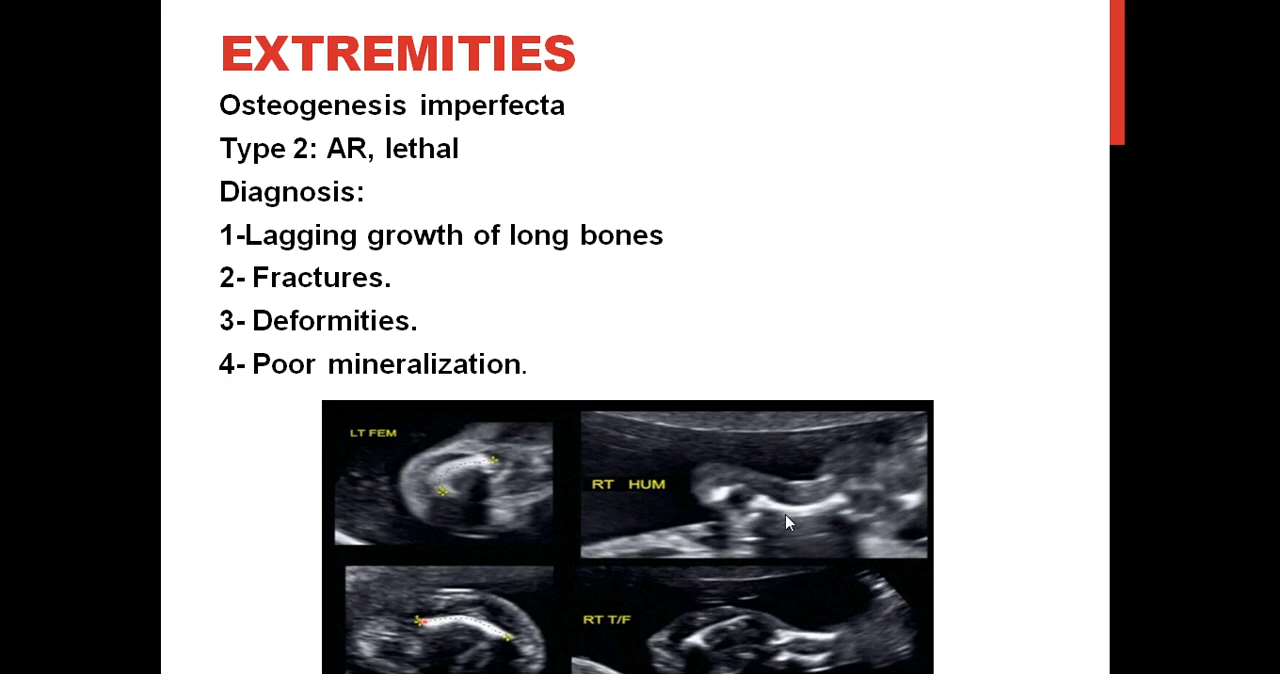 EXTREMITIES
Osteogenesis imperfecta
Type 2: AR, lethal
Diagnosis:
1-Lagging growth of long bones
2- Fractures.
3- Deformities.
4- Poor mineralization.
LT FEM
RT HUM
RT T/F